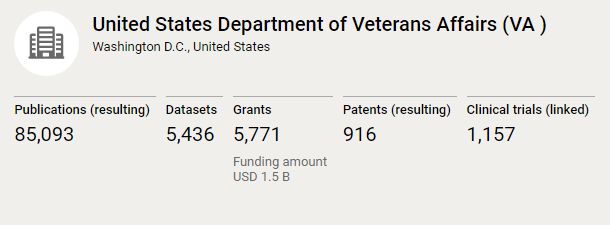 United States Department of Veterans Affairs (VA )
Washington D.C., United States
Publications (resulting)
85,093
Datasets
5,436
Grants
5,771
Funding amount
USD 1.5 B
Patents (resulting)
916
Clinical trials (linked)
1,157